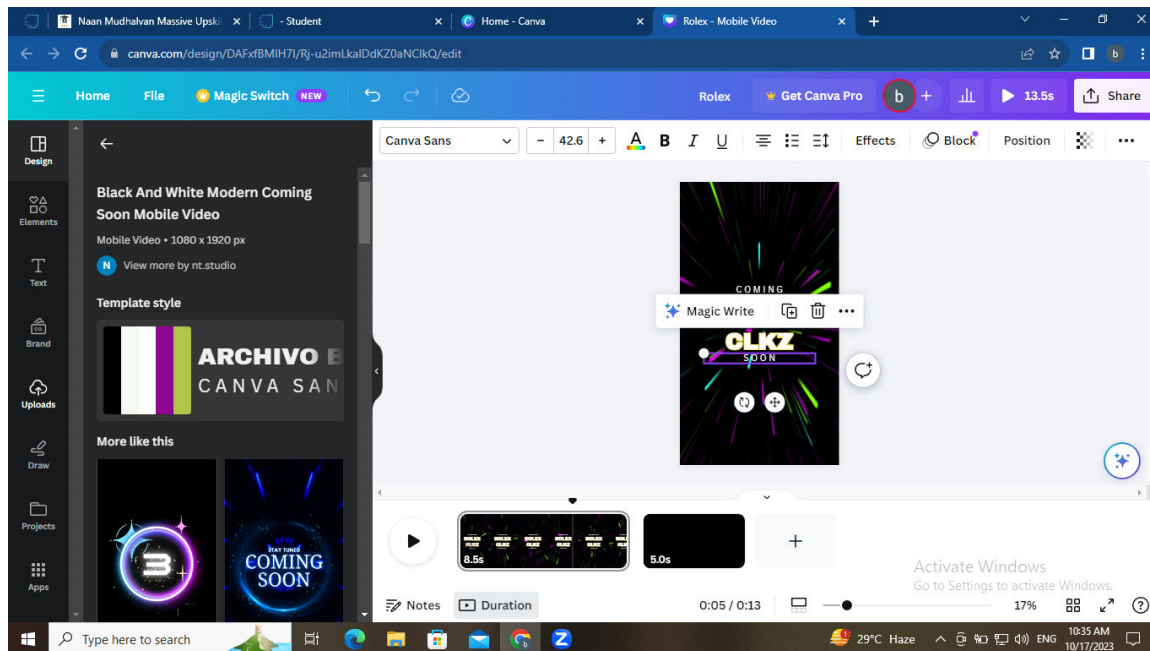 Naan Mudhalvan Massive Upski
- Student
Home - Canva
Rolex - Mobile Video
canva.com/design/DAFxfBMIH7I/Rj-u2imLkalDdKZ0aNClkQ/edit
Home File Magic Switch NEW
Rolex Get Canva Pro b 13.5s Share
Canva Sans 42.6 A B I U Effects Block Position
Design
Elements
Text
Brand
Uploads
Draw
Projects
Apps
Black And White Modern Coming
Soon Mobile Video
Mobile Video • 1080 x 1920 px
N View more by nt.studio
Template style
ARCHIVO
CANVA SAN
More like this
3
STAY TUNED
COMING
SOON
COMING
Magic Write
CLKZ
SOON
8.5s
5.0s
Activate Windows
Go to Settings to activate Windows.
Notes Duration 0:05 / 0:13 17%
Type here to search
29°C Haze ENG 10:35 AM
10/17/2023